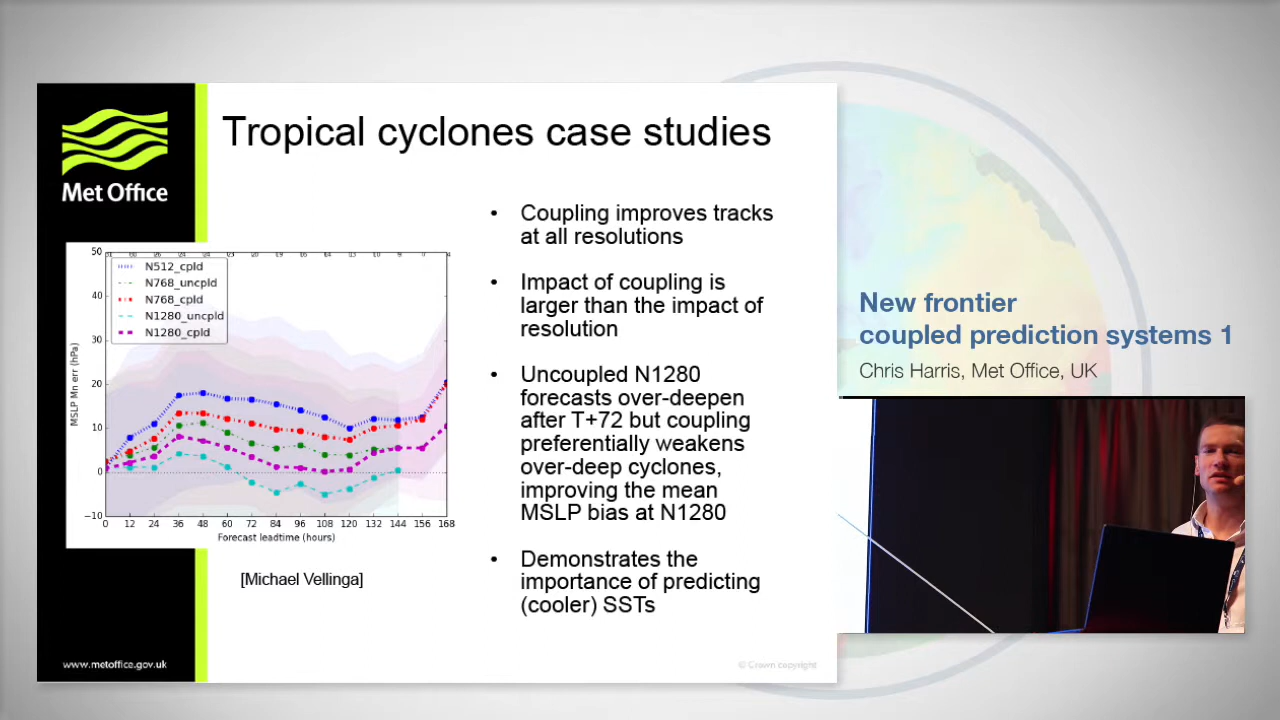 Tropical cyclones case studies
Met Office
• Coupling improves tracks
at all resolutions
• Impact of coupling is
larger than the impact of
resolution
• Uncoupled N1280
forecasts over-deepen
after T+72 but coupling
preferentially weakens
over-deep cyclones,
improving the mean
MSLP bias at N1280
• Demonstrates the
importance of predicting
(cooler) SSTs
N512_cpld
N768_uncpld
N768_cpld
N1280_uncpld
N1280_cpld
MSLP Mn err (hPa)
50
40
30
20
10
0
−10
0 12 24 36 48 60 72 84 96 108 120 132 144 156 168
Forecast leadtime (hours)
[Michael Vellinga]
www.metoffice.gov.uk
© Crown copyright
New frontier
coupled prediction systems 1
Chris Harris, Met Office, UK